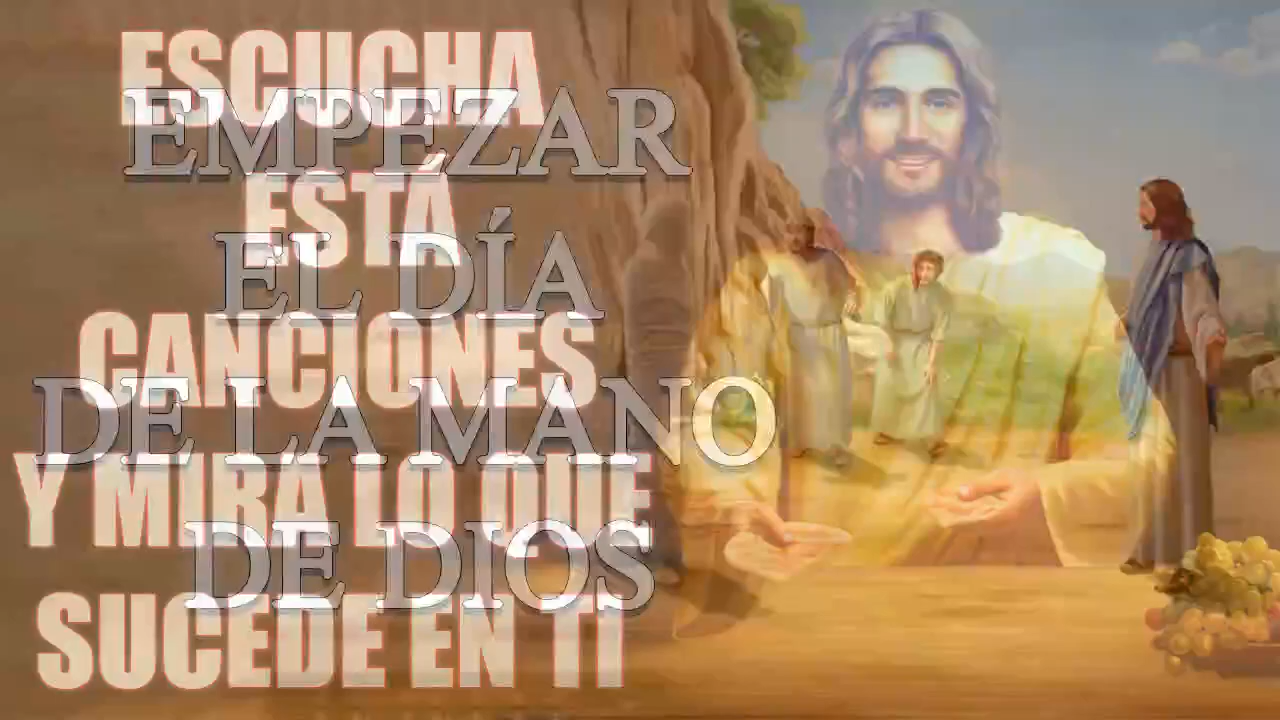 ESCUCHA
ESTÁ
CANCIONES
Y MIRA LO QUE
SUCEDE EN TI
EMPEZAR
EL DÍA
DE LA MANO
DE DIOS